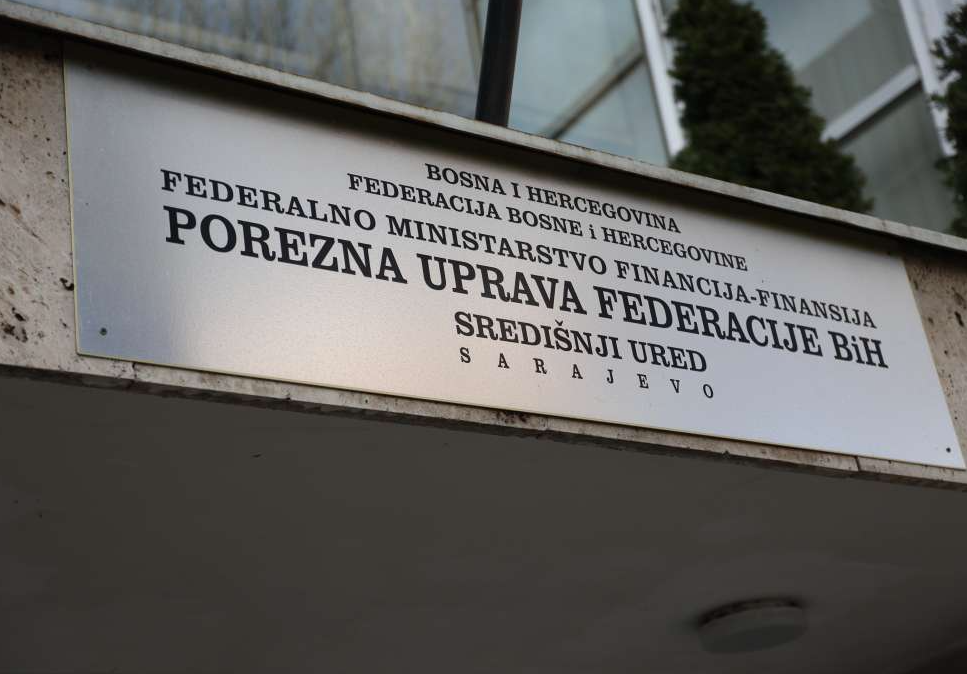 BOSNA I HERCEGOVINA
FEDERACIJA BOSNE i HERCEGOVINE
FEDERALNO MINISTARSTVO FINANCIJA-FINANSIJA
POREZNA UPRAVA FEDERACIJE BiH
SREDIŠNJI URED
SARAJEVO